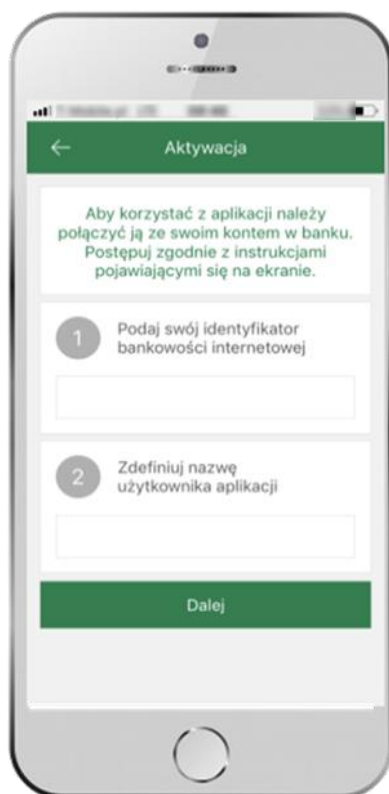 Aktywacja
Aby korzystać z aplikacji należy
połączyć ją ze swoim kontem w banku.
Postępuj zgodnie z instrukcjami
pojawiającymi się na ekranie.
1
Podaj swój identyfikator
bankowości internetowej
2
Zdefiniuj nazwę
użytkownika aplikacji
Dalej